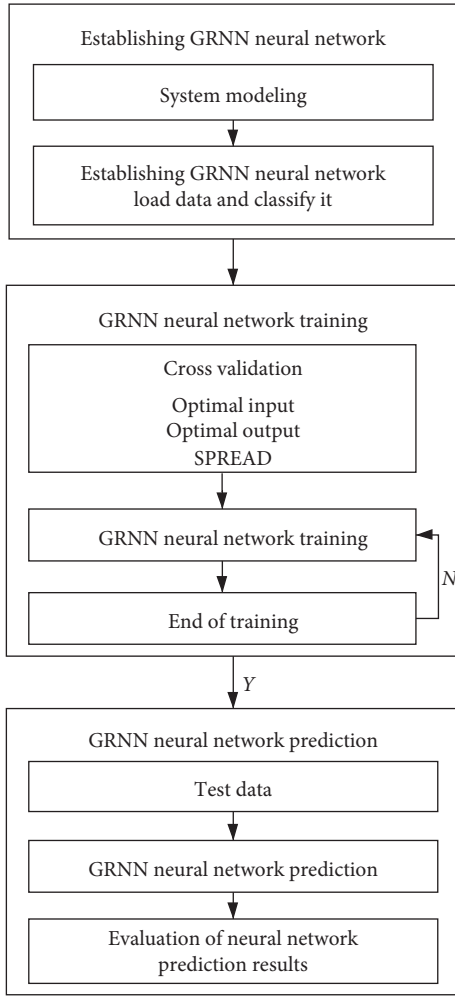 Establishing GRNN neural network
System modeling
Establishing GRNN neural network
load data and classify it
GRNN neural network training
Cross validation
Optimal input
Optimal output
SPREAD
GRNN neural network training
N
End of training
Y
GRNN neural network prediction
Test data
GRNN neural network prediction
Evaluation of neural network
prediction results